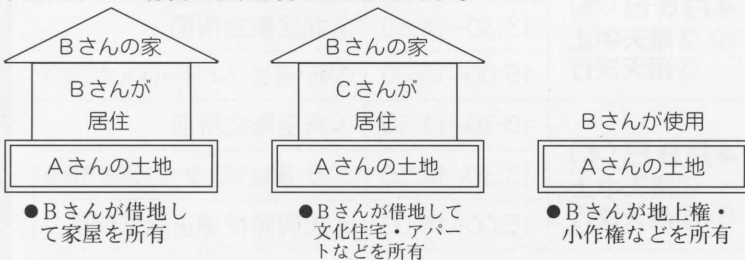 Bさんの家
Bさんが
居住
Aさんの土地
●Bさんが借地し
て家屋を所有
Bさんの家
Cさんが
居住
Aさんの土地
●Bさんが借地して
文化住宅・アパー
トなどを所有
Bさんが使用
Aさんの土地
●Bさんが地上権・
小作権などを所有